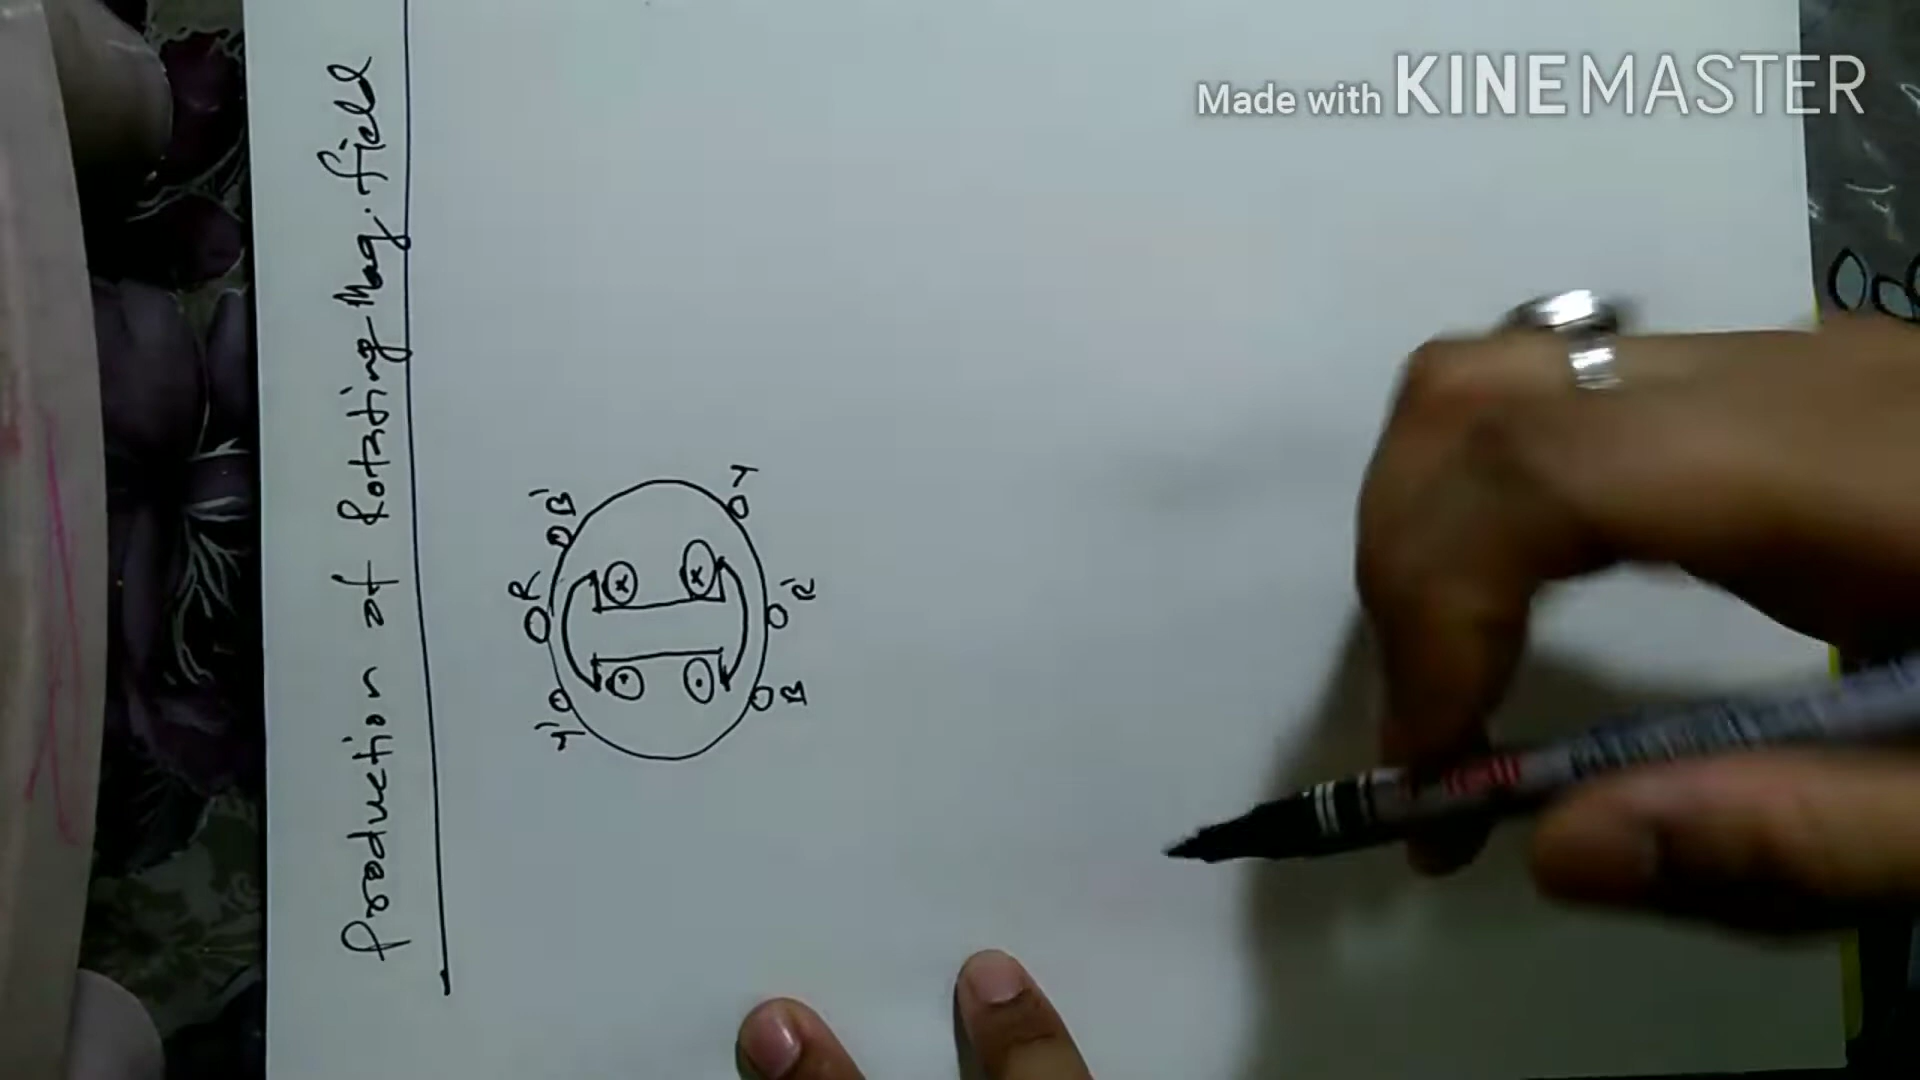 Made with KINEMASTER
Production of Rotating Mag. field
B'
Y
R
R'
Y'
B